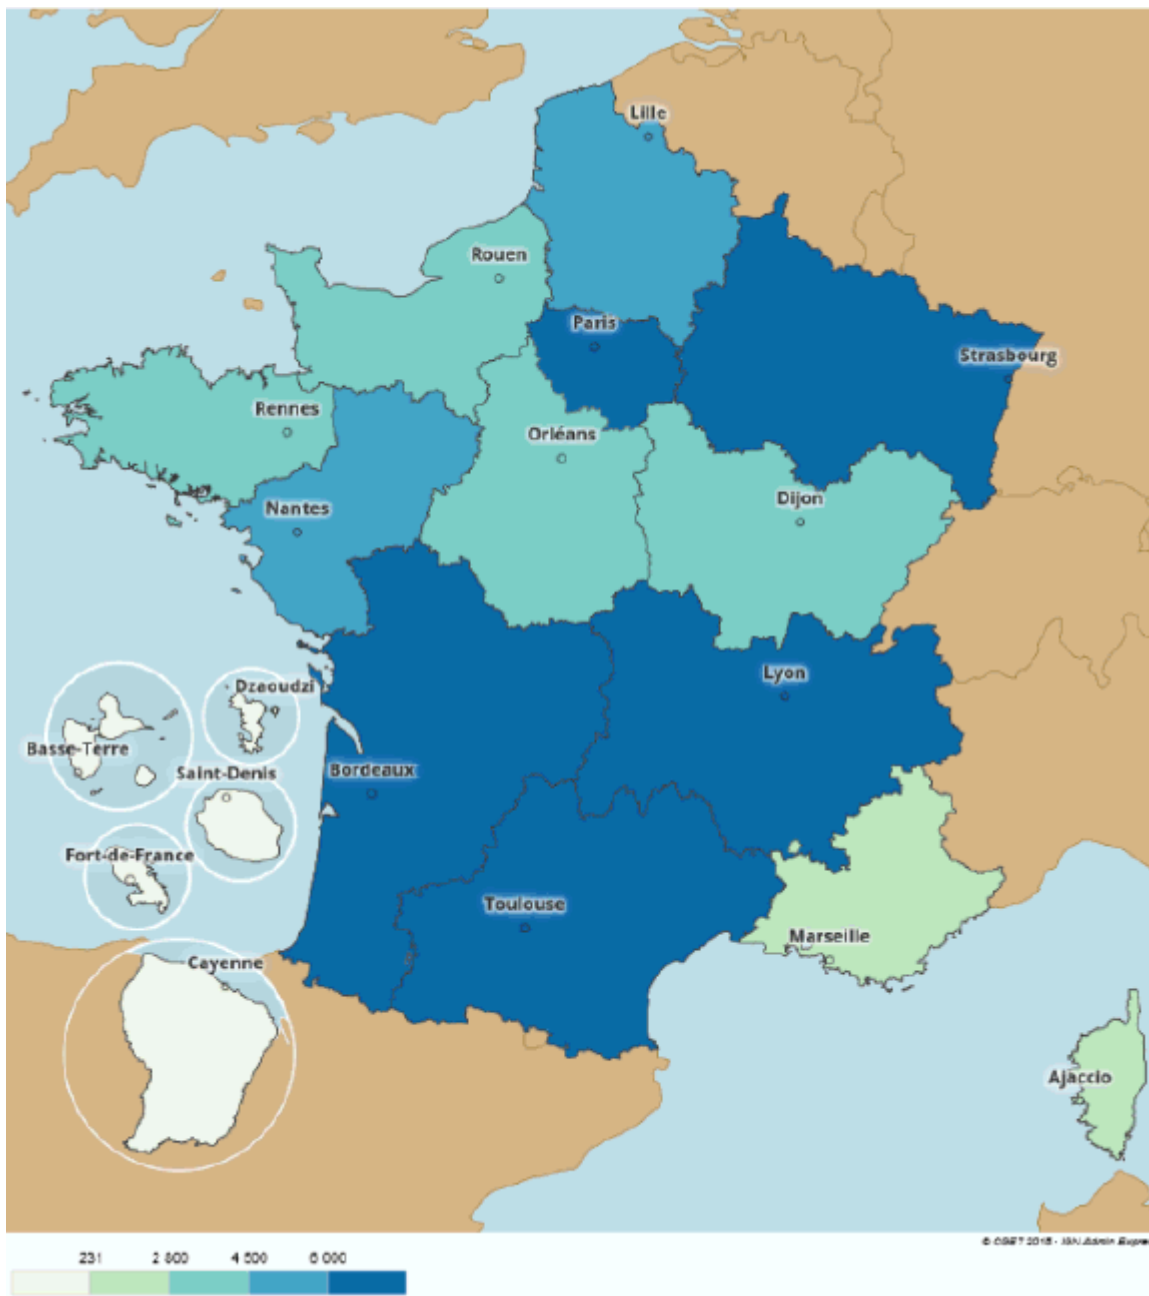 Lille
Rouen
Paris
Strasbourg
Rennes
Orléans
Nantes
Dijon
Lyon
Dzaoudzi
Basse-Terre
Saint-Denis
Bordeaux
Fort-de-France
Toulouse
Marseille
Cayenne
Ajaccio
231 2 800 4 500 6 000